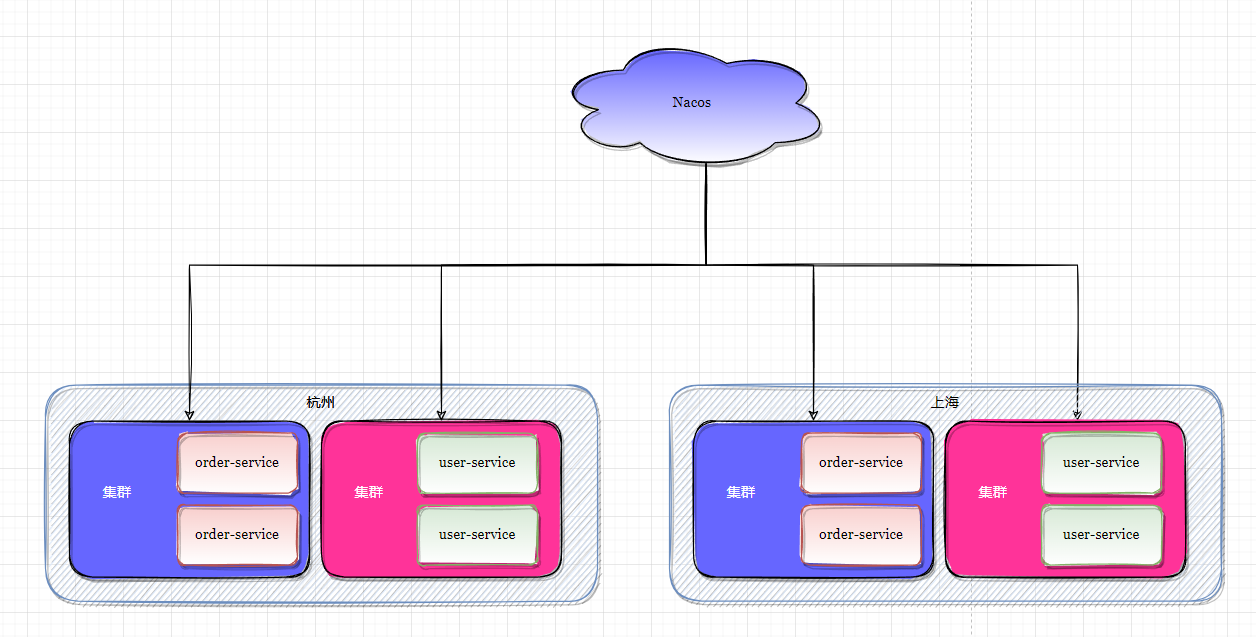 Nacos
杭州
集群
order-service
order-service
集群
user-service
user-service
上海
集群
order-service
order-service
集群
user-service
user-service